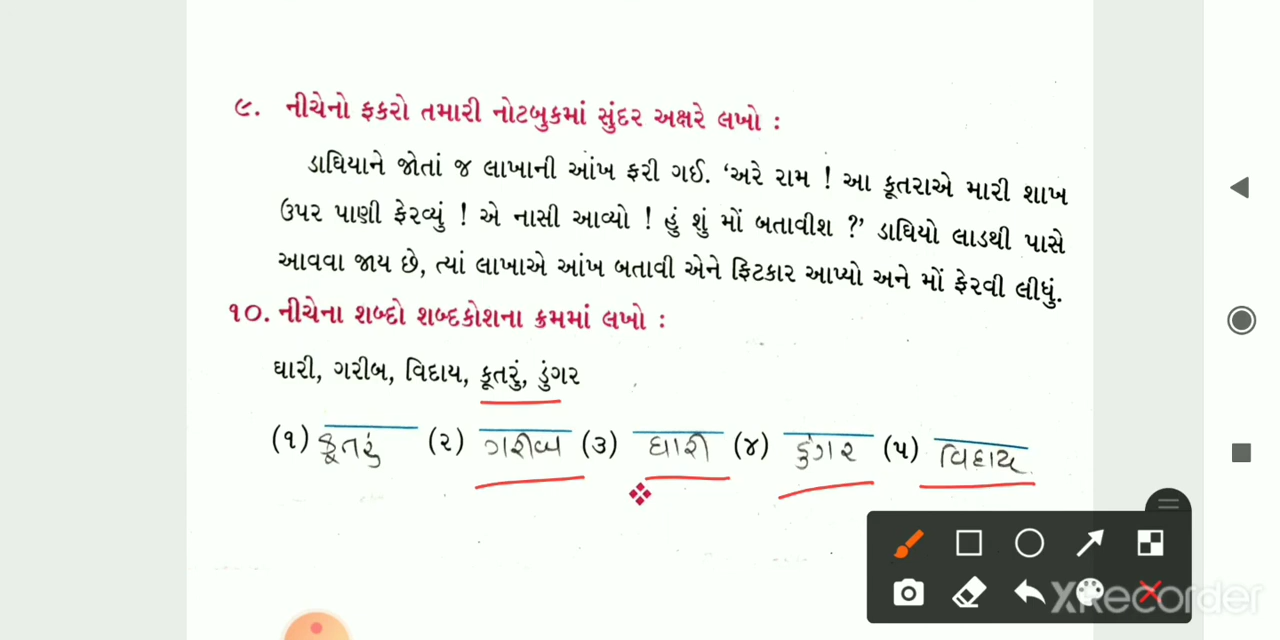 ૯. નીચેનો ફકરો તમારી નોટબુકમાં સુંદર અક્ષરે લખો :
ડાઘિયાને જોતાં જ લાખાની આંખ ફરી ગઈ. ‘અરે રામ ! આ કૂતરાએ મારી શાખ
ઉપર પાણી ફેરવ્યું ! એ નાસી આવ્યો ! હું શું મોં બતાવીશ ?’ ડાઘિયો લાડથી પાસે
આવવા જાય છે, ત્યાં લાખાએ આંખ બતાવી એને ફિટકાર આપ્યો અને મોં ફેરવી લીધું.
૧૦. નીચેના શબ્દો શબ્દકોશના ક્રમમાં લખો :
ઘારી, ગરીબ, વિદાય, કૂતરું, ડુંગર
(૧) કૂતરું (૨) ગરીબ (૩) ઘારી (૪) ડુંગર (૫) વિદાય
XRecorder